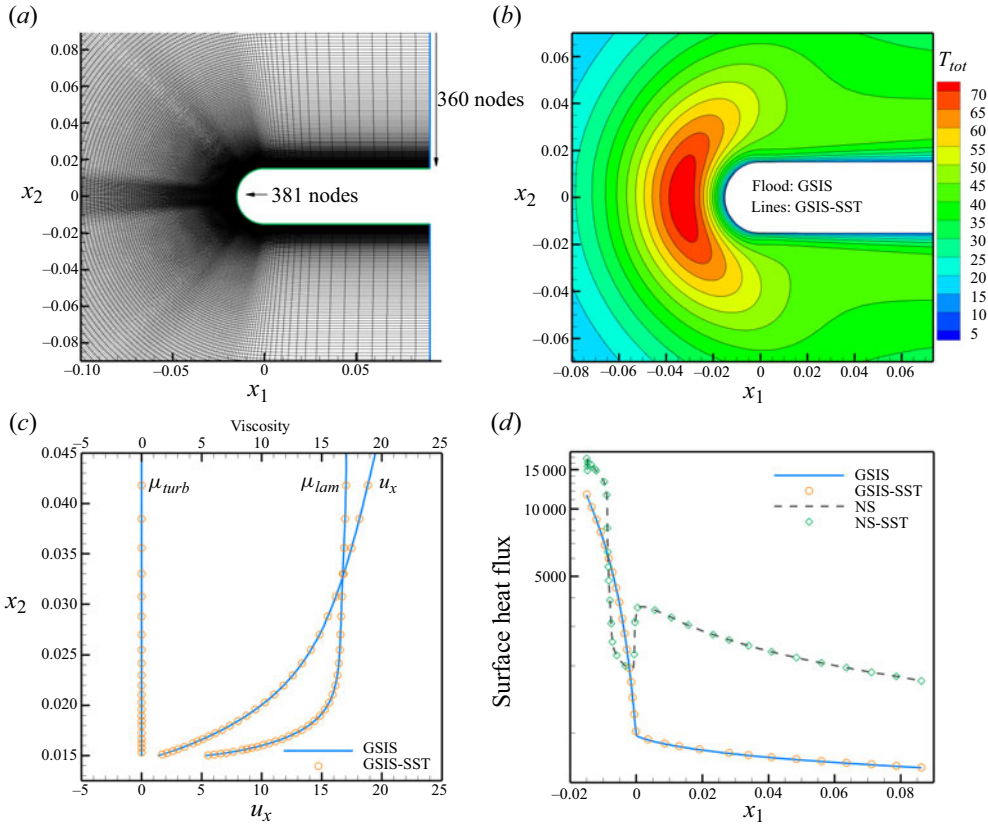 (a)
0.08
0.06
0.04
0.02
0
–0.02
–0.04
–0.06
–0.08
x2
360 nodes
381 nodes
–0.10
–0.05
0
0.05
x1
(b)
0.06
0.04
0.02
0
–0.02
–0.04
–0.06
x2
Flood: GSIS
Lines: GSIS-SST
–0.08
–0.06
–0.04
–0.02
0
0.02
0.04
0.06
x1
Ttot
70
65
60
55
50
45
40
35
30
25
20
15
10
5
(c)
Viscosity
–5
0
5
10
15
20
25
0.045
0.040
0.035
0.030
0.025
0.020
0.015
x2
μturb
μlam
ux
GSIS
GSIS-SST
–5
0
5
10
15
20
25
ux
(d)
15 000
10 000
5000
Surface heat flux
GSIS
GSIS-SST
NS
NS-SST
–0.02
0
0.02
0.04
0.06
0.08
x1